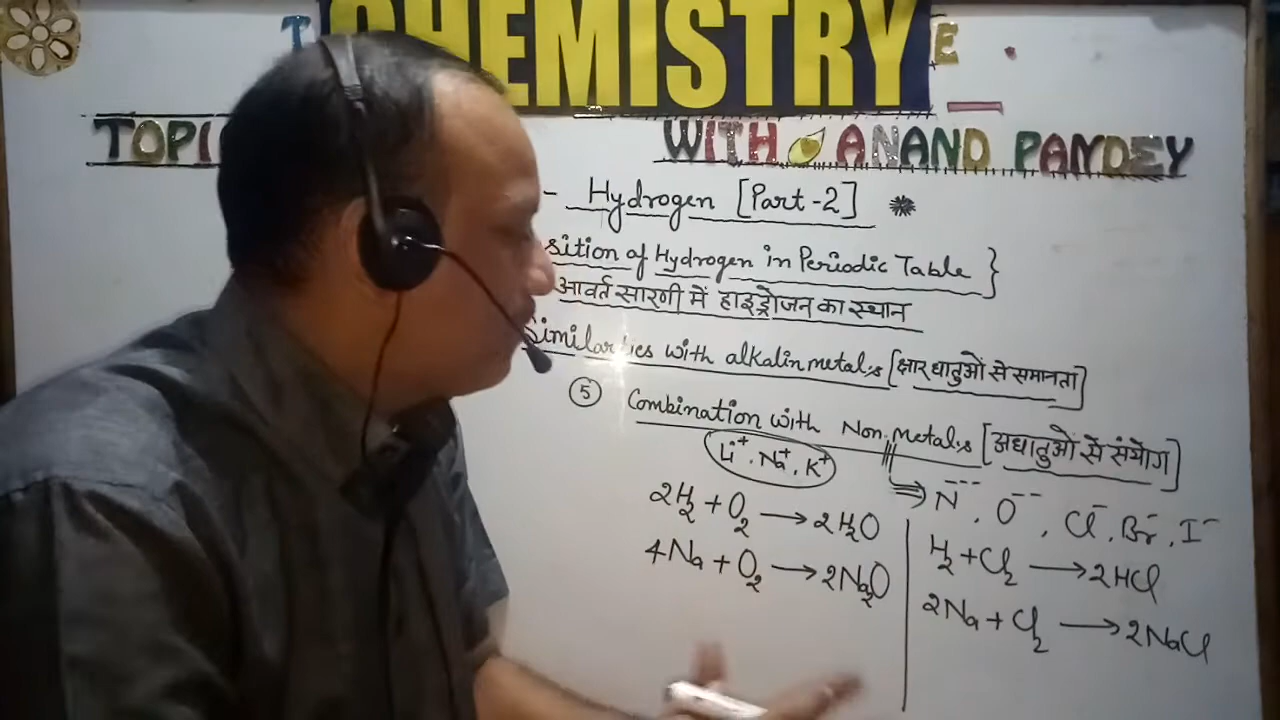 CHEMISTRY
TOPI WITH ANAND PANDEY
- Hydrogen [Part-2]
sition of Hydrogen in Periodic Table }
आवर्त सारणी में हाइड्रोजन का स्थान
Similarities with alkalin metals [क्षार धातुओं से समानता]
⑤ Combination with Non metals [अधातुओं से संयोग]
Li⁺, Na⁺, K⁺
⇒ N⁻⁻⁻, O⁻⁻, Cl⁻, Br⁻, I⁻
2H₂ + O₂ → 2H₂O
4Na + O₂ → 2Na₂O
H₂ + Cl₂ → 2HCl
2Na + Cl₂ → 2NaCl